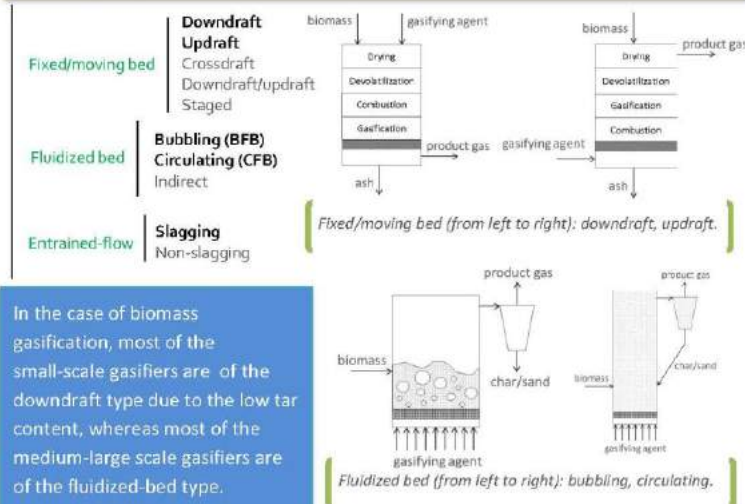 Fixed/moving bed
Downdraft
Updraft
Crossdraft
Downdraft/updraft
Staged
Fluidized bed
Bubbling (BFB)
Circulating (CFB)
Indirect
Entrained-flow
Slagging
Non-slagging
In the case of biomass
gasification, most of the
small-scale gasifiers are of the
downdraft type due to the low tar
content, whereas most of the
medium-large scale gasifiers are
of the fluidized-bed type.
biomass
gasifying agent
Drying
Devolatilization
Combustion
Gasification
product gas
ash
biomass
product gas
Drying
Devolatilization
Gasification
Combustion
gasifying agent
ash
Fixed/moving bed (from left to right): downdraft, updraft.
product gas
biomass
char/sand
gasifying agent
product gas
biomass
char/sand
gasifying agent
Fluidized bed (from left to right): bubbling, circulating.